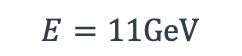 E = 11GeV